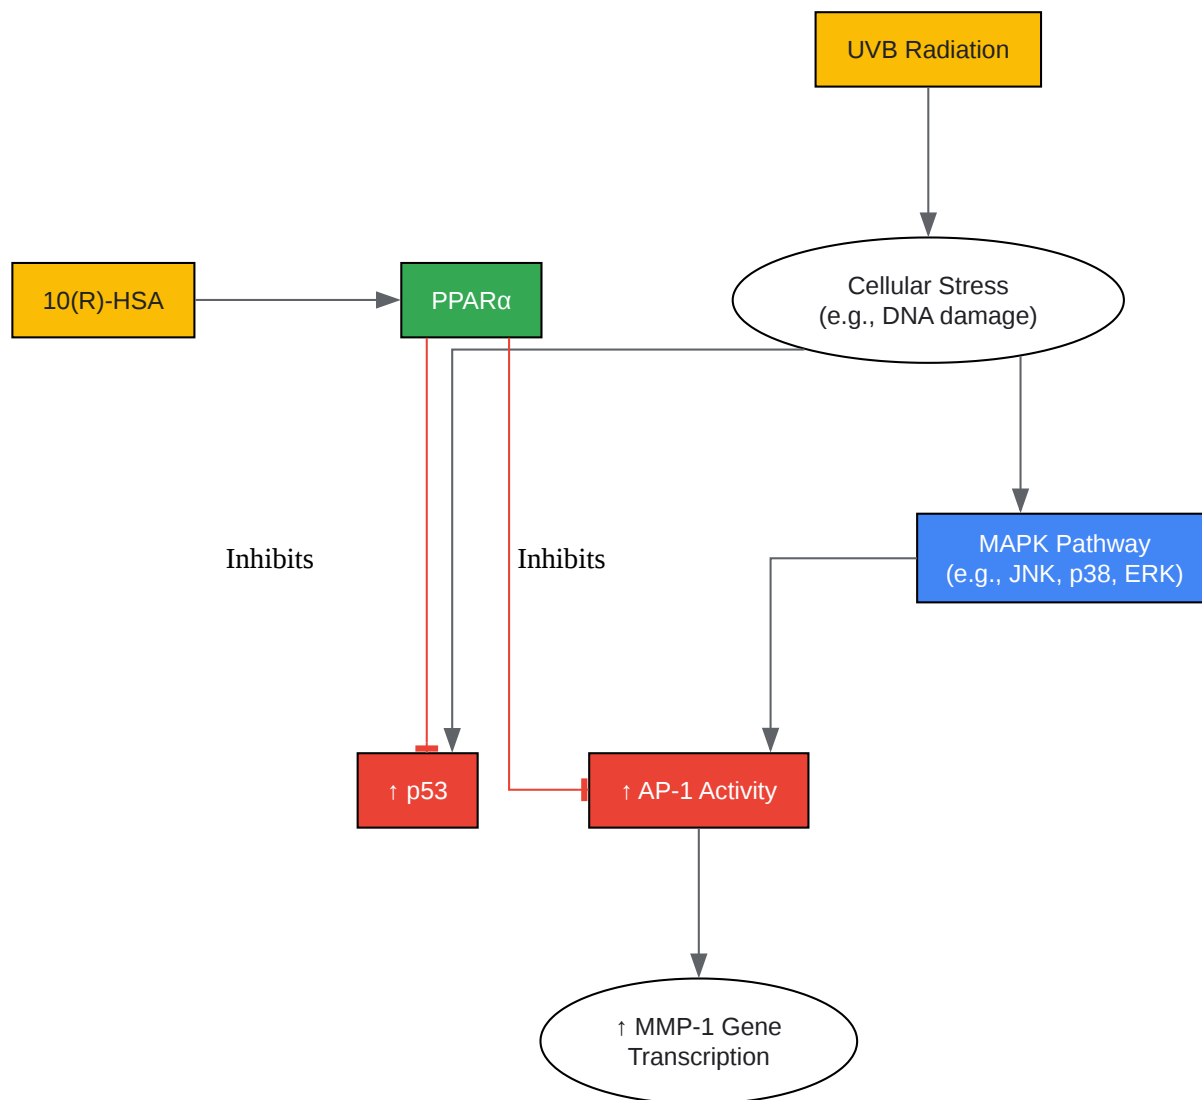 UVB Radiation
Cellular Stress
(e.g., DNA damage)
10(R)-HSA
PPARα
MAPK Pathway
(e.g., JNK, p38, ERK)
Inhibits
Inhibits
↑ p53
↑ AP-1 Activity
↑ MMP-1 Gene
Transcription